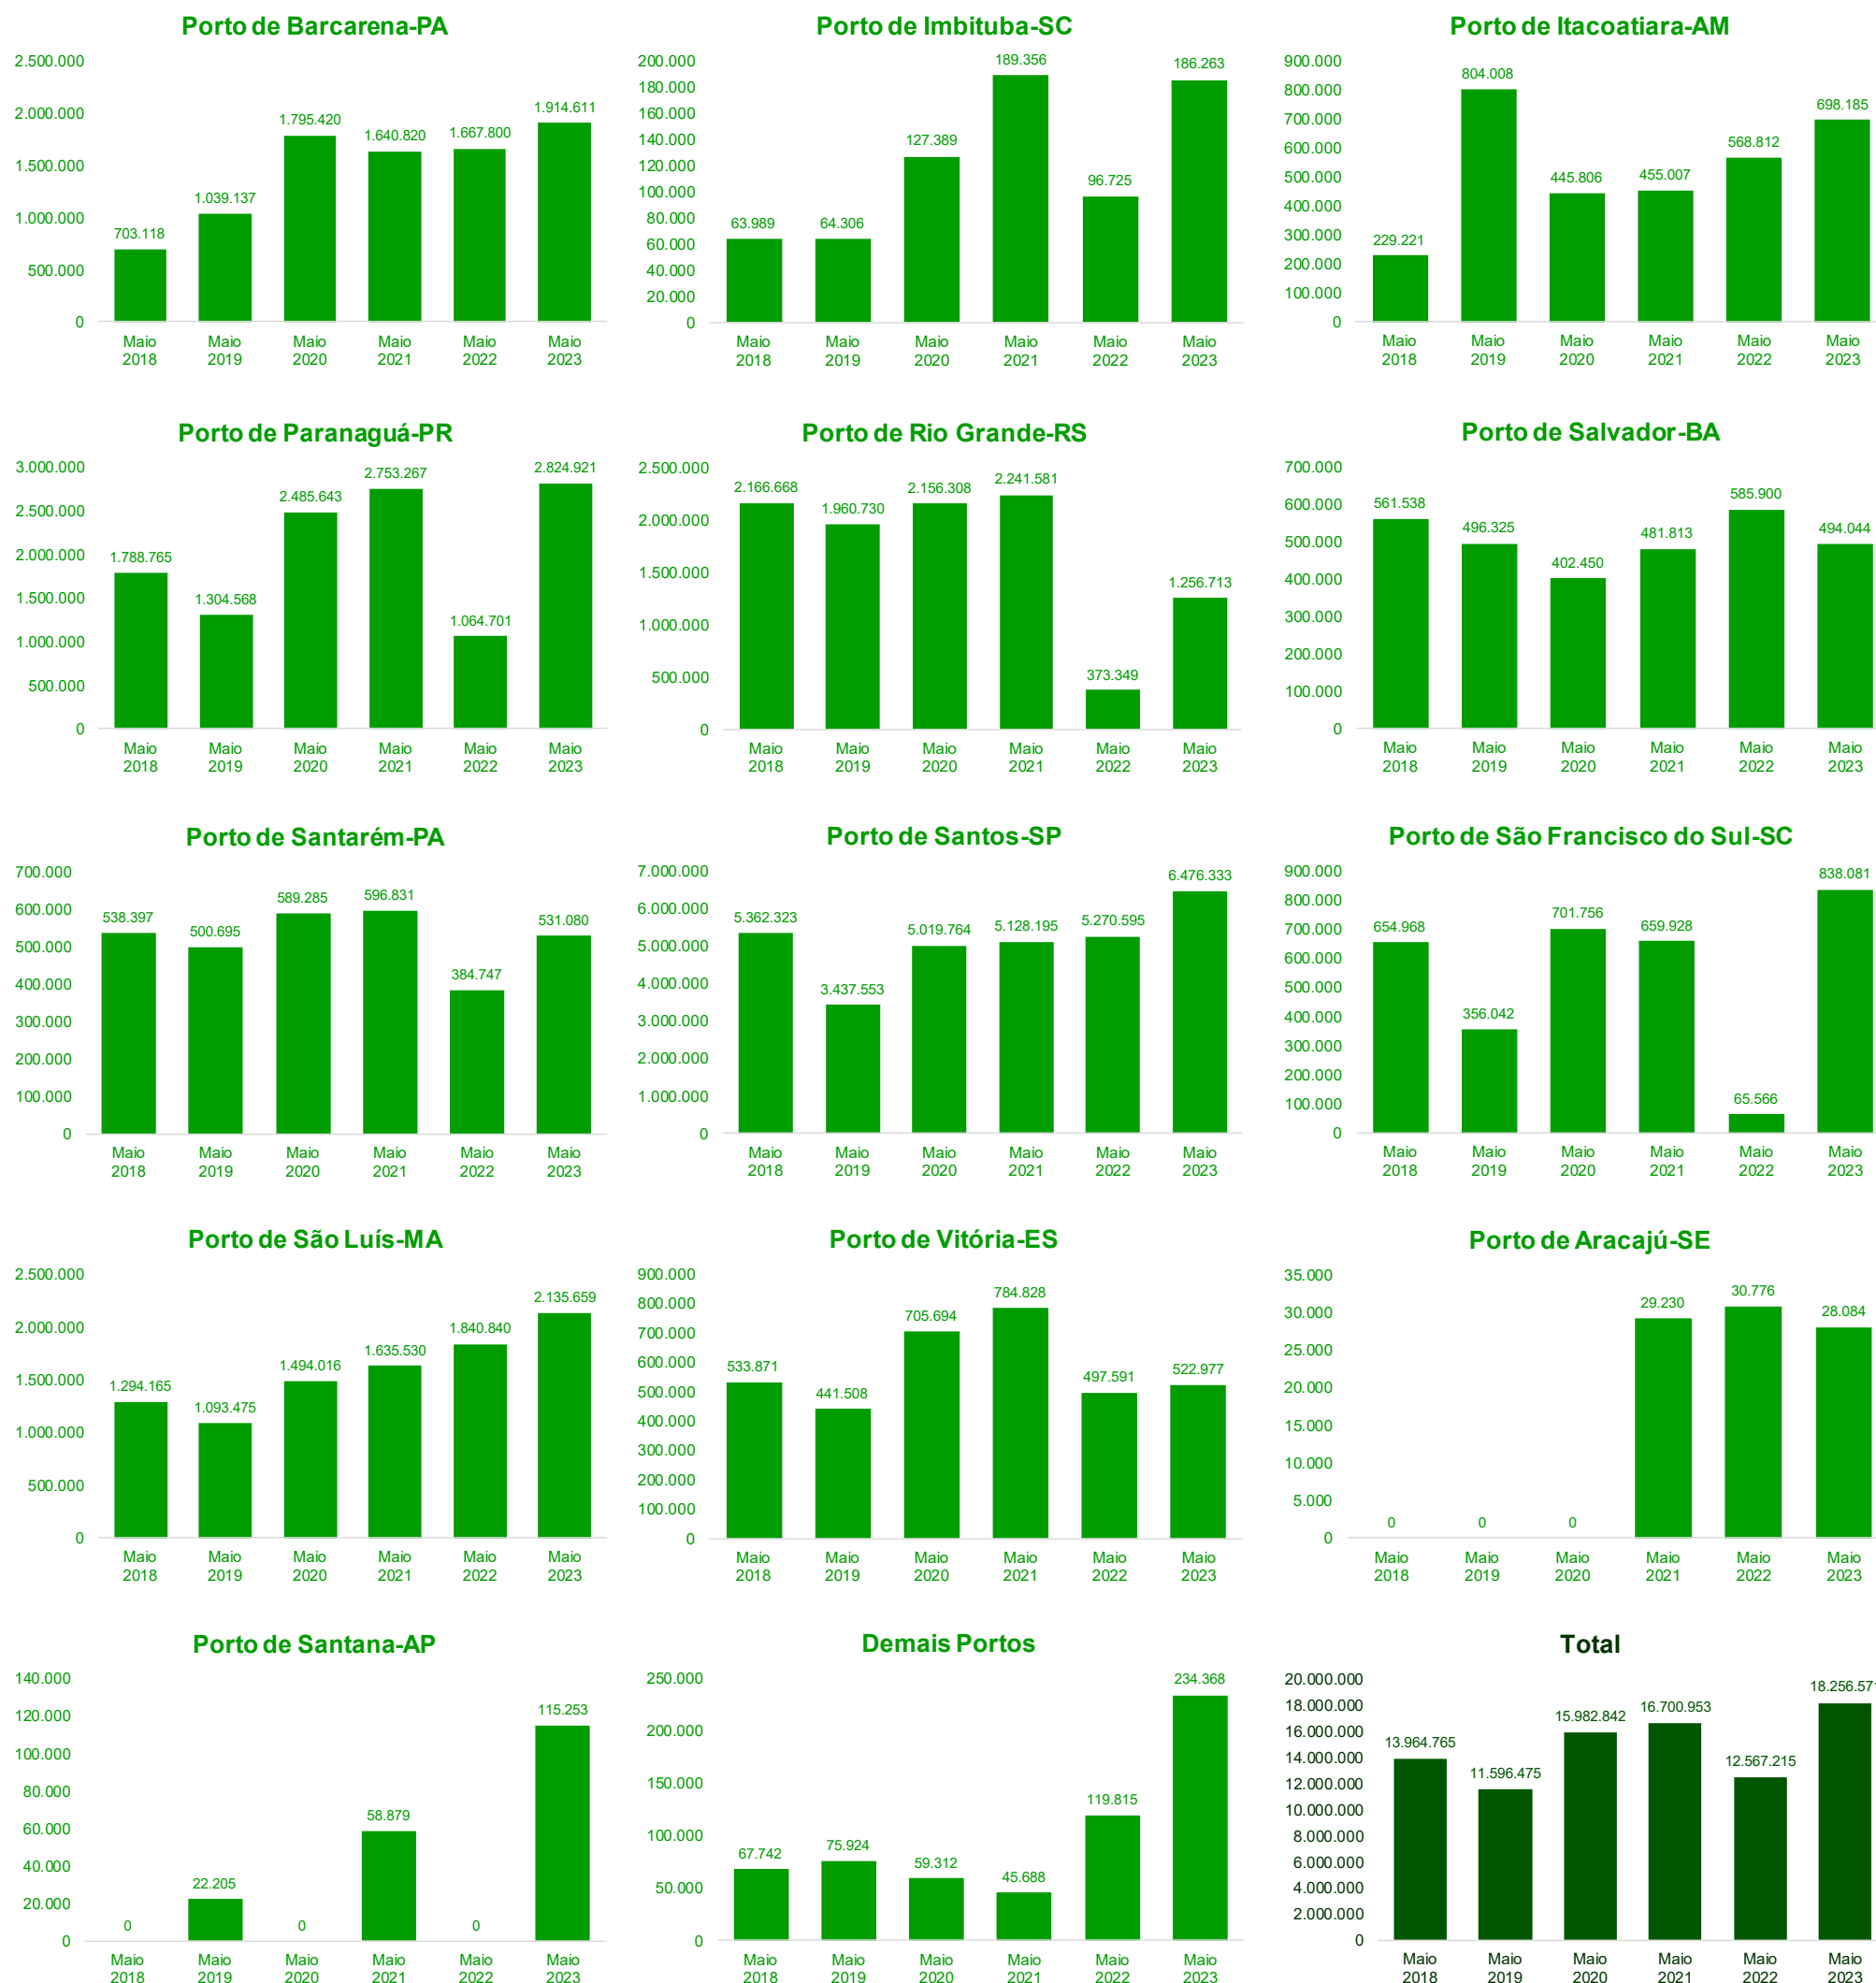 Porto de Barcarena-PA
2.500.000
2.000.000
1.500.000
1.000.000
500.000
0
703.118
1.039.137
1.795.420
1.640.820
1.667.800
1.914.611
Maio 2018
Maio 2019
Maio 2020
Maio 2021
Maio 2022
Maio 2023
Porto de Imbituba-SC
200.000
180.000
160.000
140.000
120.000
100.000
80.000
60.000
40.000
20.000
0
63.989
64.306
127.389
189.356
96.725
186.263
Maio 2018
Maio 2019
Maio 2020
Maio 2021
Maio 2022
Maio 2023
Porto de Itacoatiara-AM
900.000
800.000
700.000
600.000
500.000
400.000
300.000
200.000
100.000
0
229.221
804.008
445.806
455.007
568.812
698.185
Maio 2018
Maio 2019
Maio 2020
Maio 2021
Maio 2022
Maio 2023
Porto de Paranaguá-PR
3.000.000
2.500.000
2.000.000
1.500.000
1.000.000
500.000
0
1.788.765
1.304.568
2.485.643
2.753.267
1.064.701
2.824.921
Maio 2018
Maio 2019
Maio 2020
Maio 2021
Maio 2022
Maio 2023
Porto de Rio Grande-RS
2.500.000
2.000.000
1.500.000
1.000.000
500.000
0
2.166.668
1.960.730
2.156.308
2.241.581
373.349
1.256.713
Maio 2018
Maio 2019
Maio 2020
Maio 2021
Maio 2022
Maio 2023
Porto de Salvador-BA
700.000
600.000
500.000
400.000
300.000
200.000
100.000
0
561.538
496.325
402.450
481.813
585.900
494.044
Maio 2018
Maio 2019
Maio 2020
Maio 2021
Maio 2022
Maio 2023
Porto de Santarém-PA
700.000
600.000
500.000
400.000
300.000
200.000
100.000
0
538.397
500.695
589.285
596.831
384.747
531.080
Maio 2018
Maio 2019
Maio 2020
Maio 2021
Maio 2022
Maio 2023
Porto de Santos-SP
7.000.000
6.000.000
5.000.000
4.000.000
3.000.000
2.000.000
1.000.000
0
5.362.323
3.437.553
5.019.764
5.128.195
5.270.595
6.476.333
Maio 2018
Maio 2019
Maio 2020
Maio 2021
Maio 2022
Maio 2023
Porto de São Francisco do Sul-SC
900.000
800.000
700.000
600.000
500.000
400.000
300.000
200.000
100.000
0
654.968
356.042
701.756
659.928
65.566
838.081
Maio 2018
Maio 2019
Maio 2020
Maio 2021
Maio 2022
Maio 2023
Porto de São Luís-MA
2.500.000
2.000.000
1.500.000
1.000.000
500.000
0
1.294.165
1.093.475
1.494.016
1.635.530
1.840.840
2.135.659
Maio 2018
Maio 2019
Maio 2020
Maio 2021
Maio 2022
Maio 2023
Porto de Vitória-ES
900.000
800.000
700.000
600.000
500.000
400.000
300.000
200.000
100.000
0
533.871
441.508
705.694
784.828
497.591
522.977
Maio 2018
Maio 2019
Maio 2020
Maio 2021
Maio 2022
Maio 2023
Porto de Aracajú-SE
35.000
30.000
25.000
20.000
15.000
10.000
5.000
0
0
0
0
29.230
30.776
28.084
Maio 2018
Maio 2019
Maio 2020
Maio 2021
Maio 2022
Maio 2023
Porto de Santana-AP
140.000
120.000
100.000
80.000
60.000
40.000
20.000
0
0
22.205
0
58.879
0
115.253
Maio 2018
Maio 2019
Maio 2020
Maio 2021
Maio 2022
Maio 2023
Demais Portos
250.000
200.000
150.000
100.000
50.000
0
67.742
75.924
59.312
45.688
119.815
234.368
Maio 2018
Maio 2019
Maio 2020
Maio 2021
Maio 2022
Maio 2023
Total
20.000.000
18.000.000
16.000.000
14.000.000
12.000.000
10.000.000
8.000.000
6.000.000
4.000.000
2.000.000
0
13.964.765
11.596.475
15.982.842
16.700.953
12.567.215
18.256.571
Maio 2018
Maio 2019
Maio 2020
Maio 2021
Maio 2022
Maio 2023